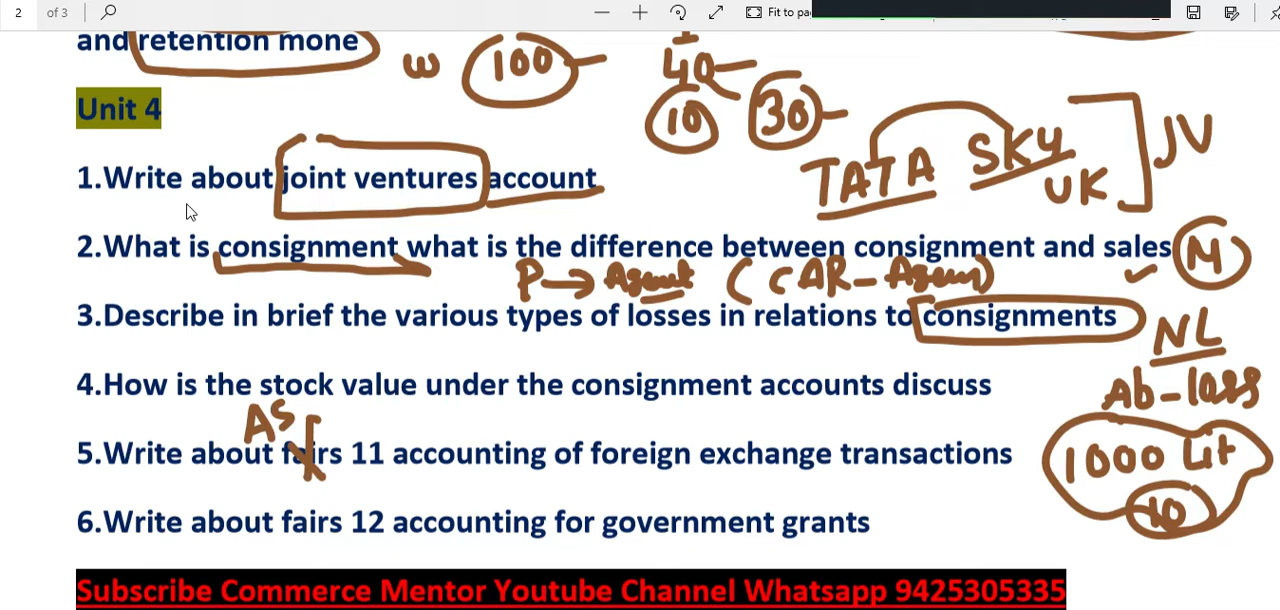 2 of 3 Fit to pa
and retention mone
w 100 40 10 30
Unit 4
TATA SKY UK JV
1.Write about joint ventures account
2.What is consignment what is the difference between consignment and sales M
P → Agent (CAR - Agen)
3.Describe in brief the various types of losses in relations to consignments
NL
4.How is the stock value under the consignment accounts discuss
Ab-loss
AS
5.Write about fairs 11 accounting of foreign exchange transactions
1000 Lit
10
6.Write about fairs 12 accounting for government grants
Subscribe Commerce Mentor Youtube Channel Whatsapp 9425305335